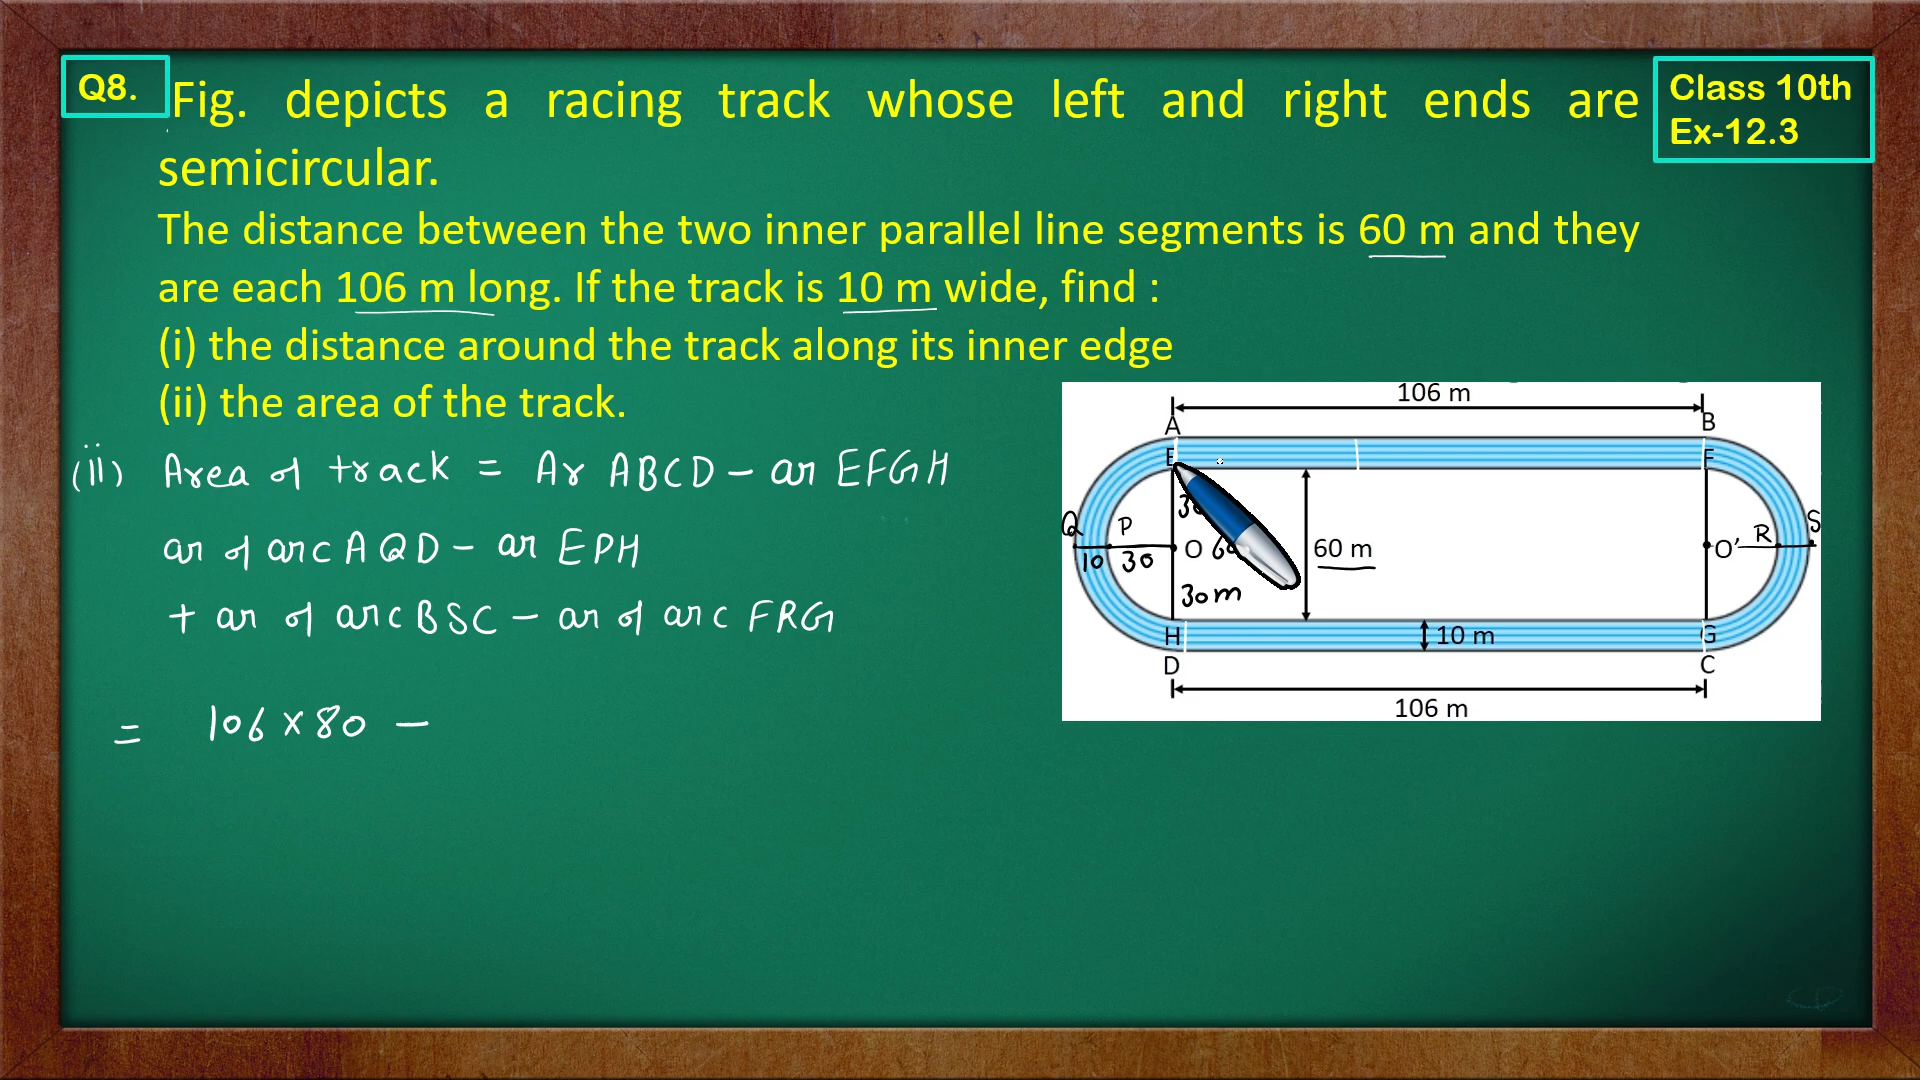 Q8.
Fig. depicts a racing track whose left and right ends are
semicircular.
Class 10th
Ex-12.3
The distance between the two inner parallel line segments is 60 m and they
are each 106 m long. If the track is 10 m wide, find :
(i) the distance around the track along its inner edge
(ii) the area of the track.
(ii) Area of track = Ar ABCD - ar EFGH
ar of arc AQD - ar EPH
+ ar of arc BSC - ar of arc FRG
= 106 × 80 -
106 m
A B
E F
Q P O O' R S
10 30 60 m
30m
H 10 m G
D C
106 m